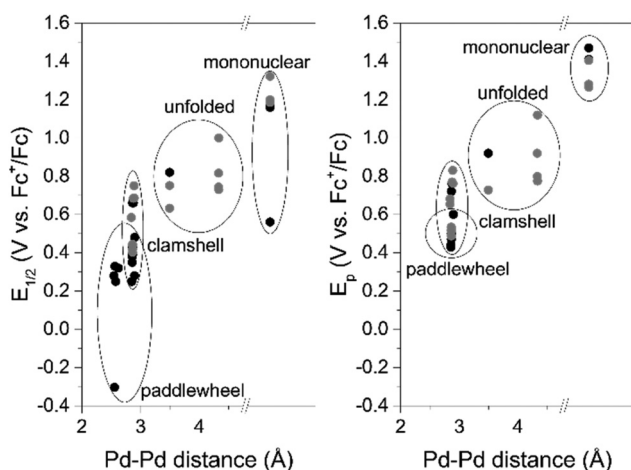 1.6
1.4
1.2
1.0
0.8
0.6
0.4
0.2
0.0
-0.2
-0.4
E1/2 (V vs. Fc+/Fc)
mononuclear
unfolded
clamshell
paddlewheel
2 3 4
Pd-Pd distance (Å)
1.6
1.4
1.2
1.0
0.8
0.6
0.4
0.2
0.0
-0.2
-0.4
Ep (V vs. Fc+/Fc)
mononuclear
unfolded
clamshell
paddlewheel
2 3 4
Pd-Pd distance (Å)